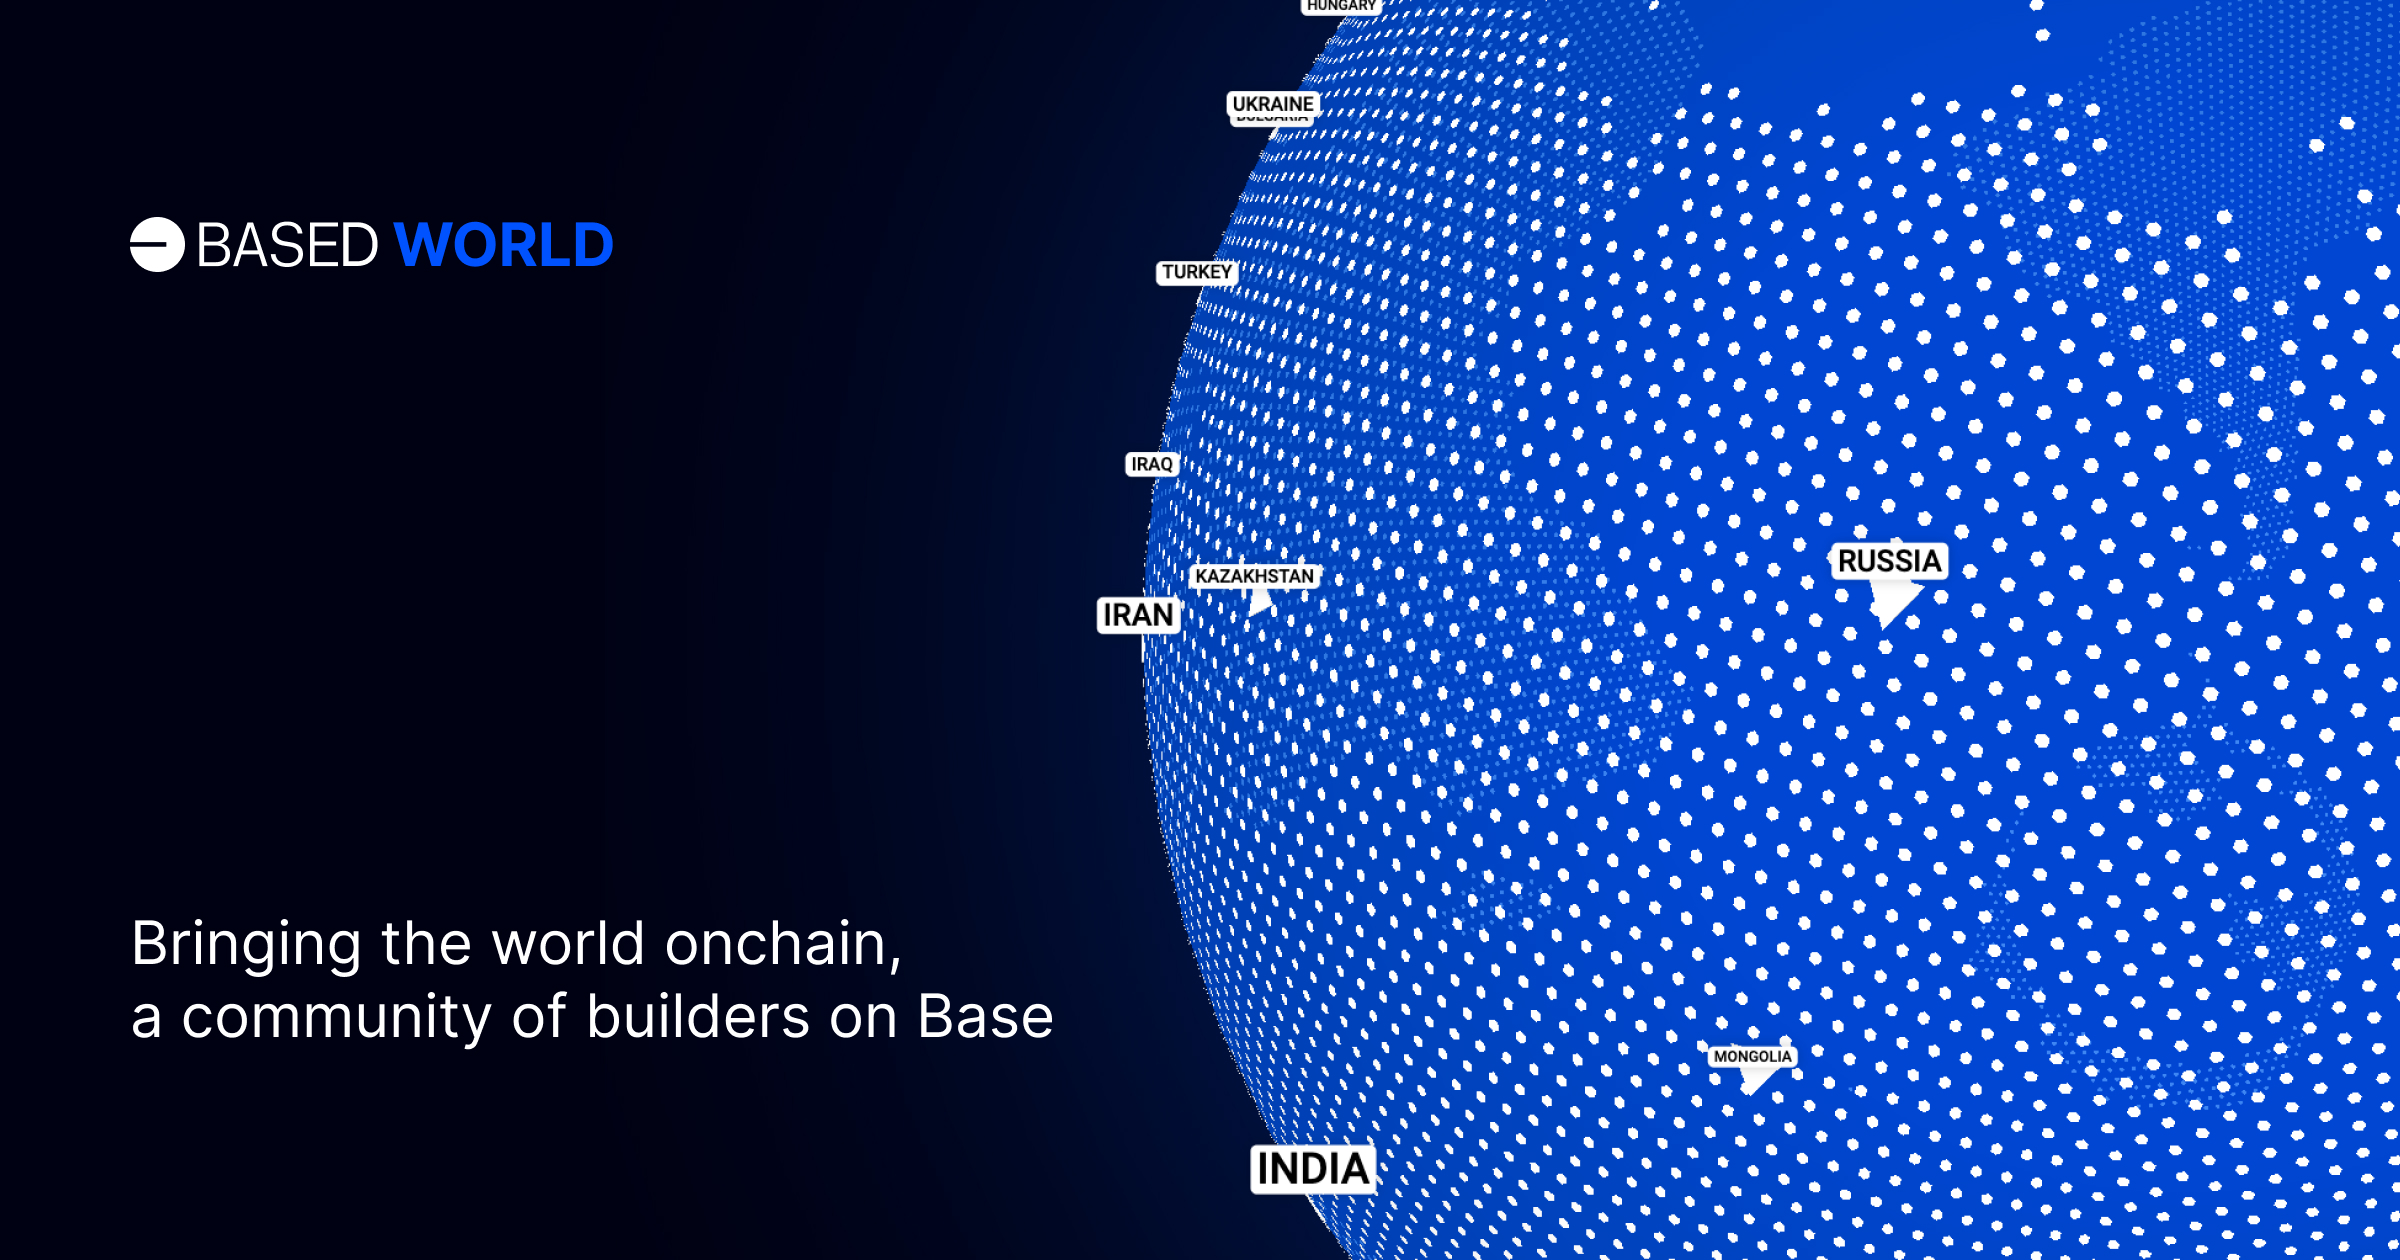 HUNGARY
UKRAINE
BULGARIA
BASED WORLD
TURKEY
IRAQ
RUSSIA
KAZAKHSTAN
IRAN
Bringing the world onchain,
a community of builders on Base
MONGOLIA
INDIA